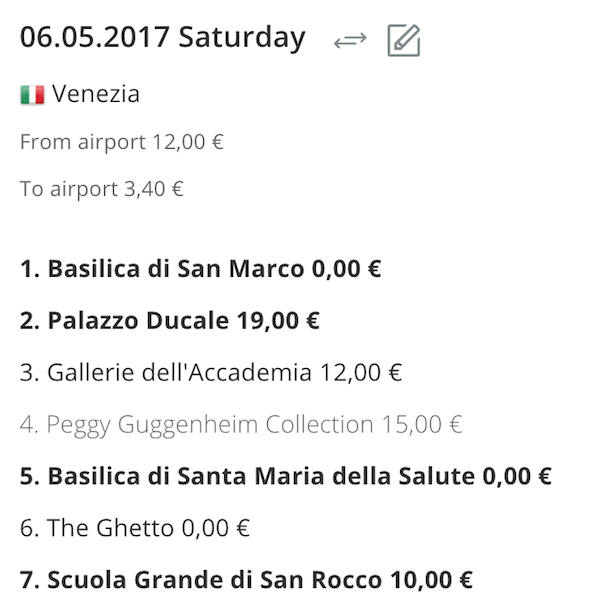 06.05.2017 Saturday
Venezia
From airport 12,00 €
To airport 3,40 €
1. Basilica di San Marco 0,00 €
2. Palazzo Ducale 19,00 €
3. Gallerie dell'Accademia 12,00 €
4. Peggy Guggenheim Collection 15,00 €
5. Basilica di Santa Maria della Salute 0,00 €
6. The Ghetto 0,00 €
7. Scuola Grande di San Rocco 10,00 €